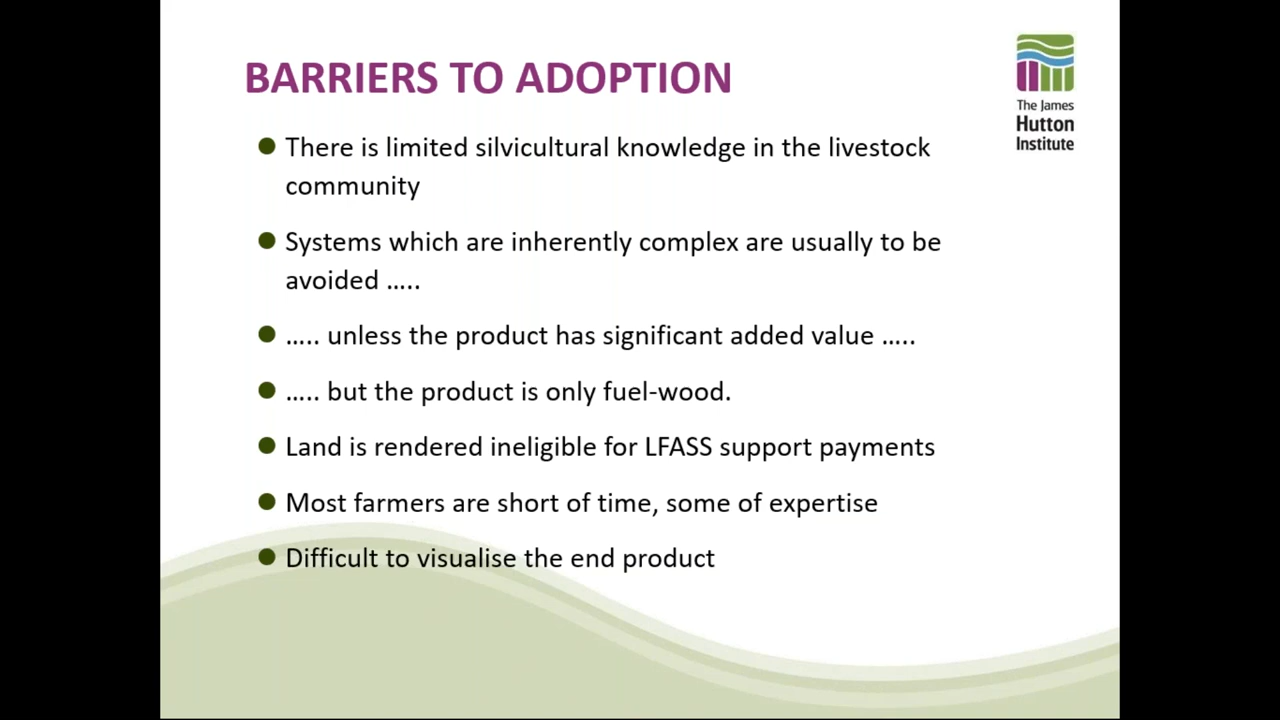 BARRIERS TO ADOPTION
The James
Hutton
Institute
There is limited silvicultural knowledge in the livestock
community
Systems which are inherently complex are usually to be
avoided …..
….. unless the product has significant added value …..
….. but the product is only fuel-wood.
Land is rendered ineligible for LFASS support payments
Most farmers are short of time, some of expertise
Difficult to visualise the end product